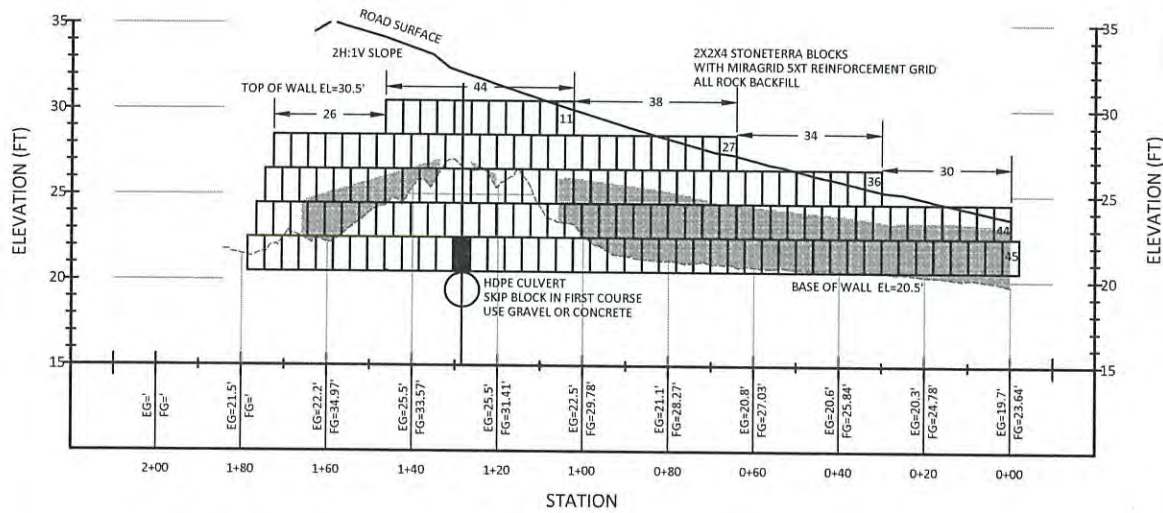 35
30
25
20
15
ELEVATION (FT)
ROAD SURFACE
2H:1V SLOPE
TOP OF WALL EL=30.5'
26
44
38
34
30
2X2X4 STONETERRA BLOCKS
WITH MIRAGRID 5XT REINFORCEMENT GRID
ALL ROCK BACKFILL
11
27
36
44
45
HDPE CULVERT
SKIP BLOCK IN FIRST COURSE
USE GRAVEL OR CONCRETE
BASE OF WALL EL=20.5'
35
30
25
20
15
ELEVATION (FT)
EG='
FG='
EG=21.5'
FG='
EG=22.2'
FG=34.97'
EG=25.5'
FG=33.57'
EG=25.5'
FG=31.41'
EG=22.5'
FG=29.78'
EG=21.1'
FG=28.27'
EG=20.8'
FG=27.03'
EG=20.6'
FG=25.84'
EG=20.3'
FG=24.78'
EG=19.7'
FG=23.64'
2+00
1+80
1+60
1+40
1+20
1+00
0+80
0+60
0+40
0+20
0+00
STATION